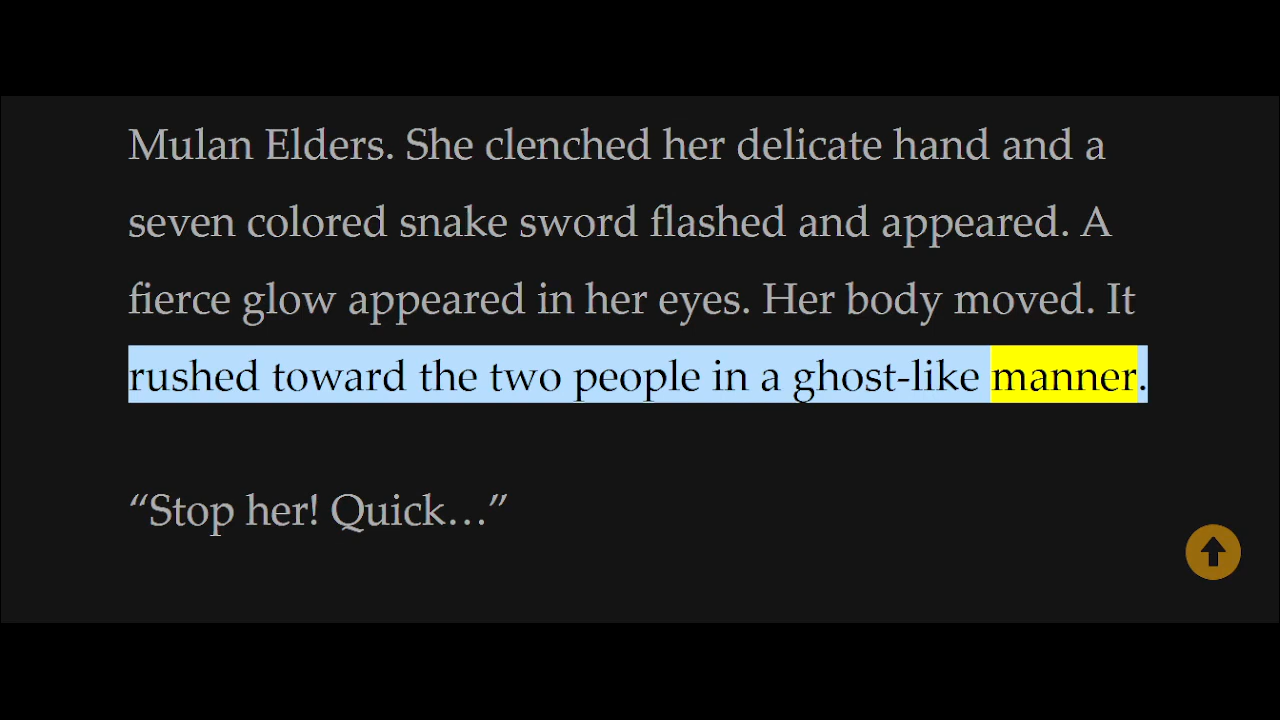 Mulan Elders. She clenched her delicate hand and a
seven colored snake sword flashed and appeared. A
fierce glow appeared in her eyes. Her body moved. It
rushed toward the two people in a ghost-like manner.
“Stop her! Quick…”